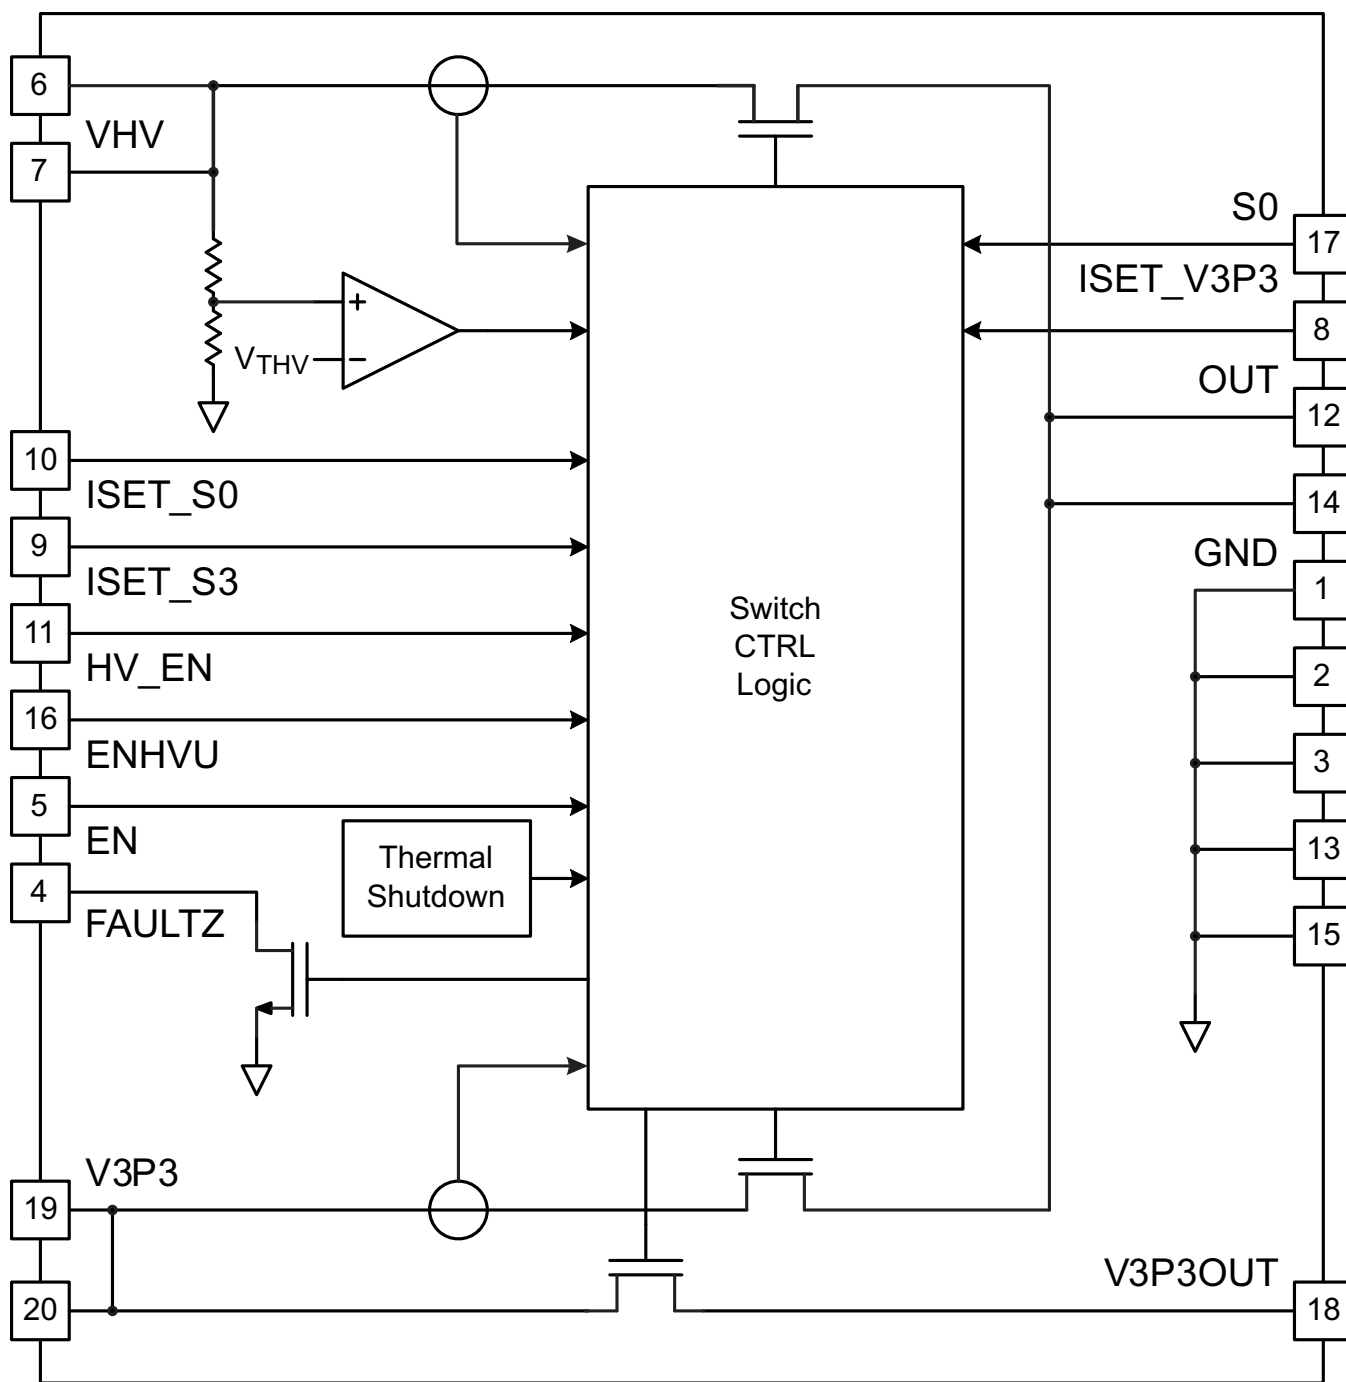 6
VHV
7
S0
17
ISET_V3P3
8
+
VTHV
−
OUT
12
10
ISET_S0
14
9
ISET_S3
GND
1
11
HV_EN
Switch
CTRL
Logic
2
16
ENHVU
3
5
EN
Thermal
Shutdown
13
4
FAULTZ
15
V3P3
19
20
V3P3OUT
18